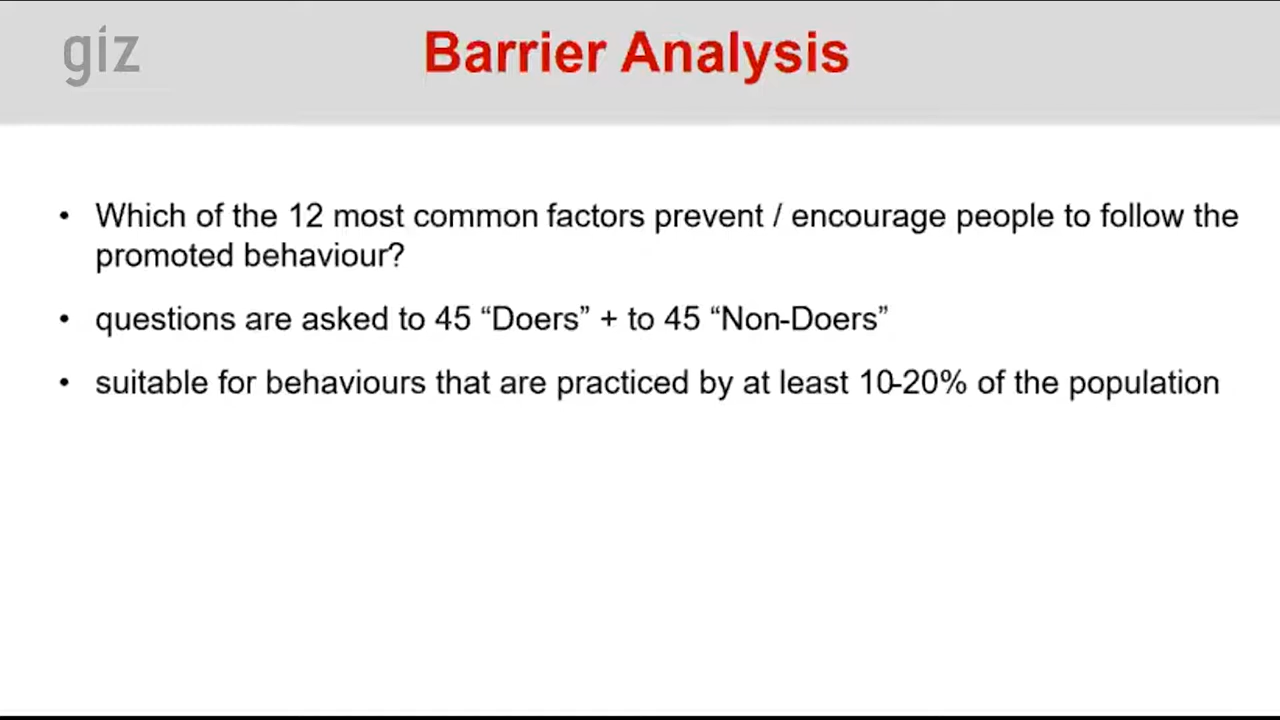 giz
Barrier Analysis
• Which of the 12 most common factors prevent / encourage people to follow the
promoted behaviour?
• questions are asked to 45 “Doers” + to 45 “Non-Doers”
• suitable for behaviours that are practiced by at least 10-20% of the population